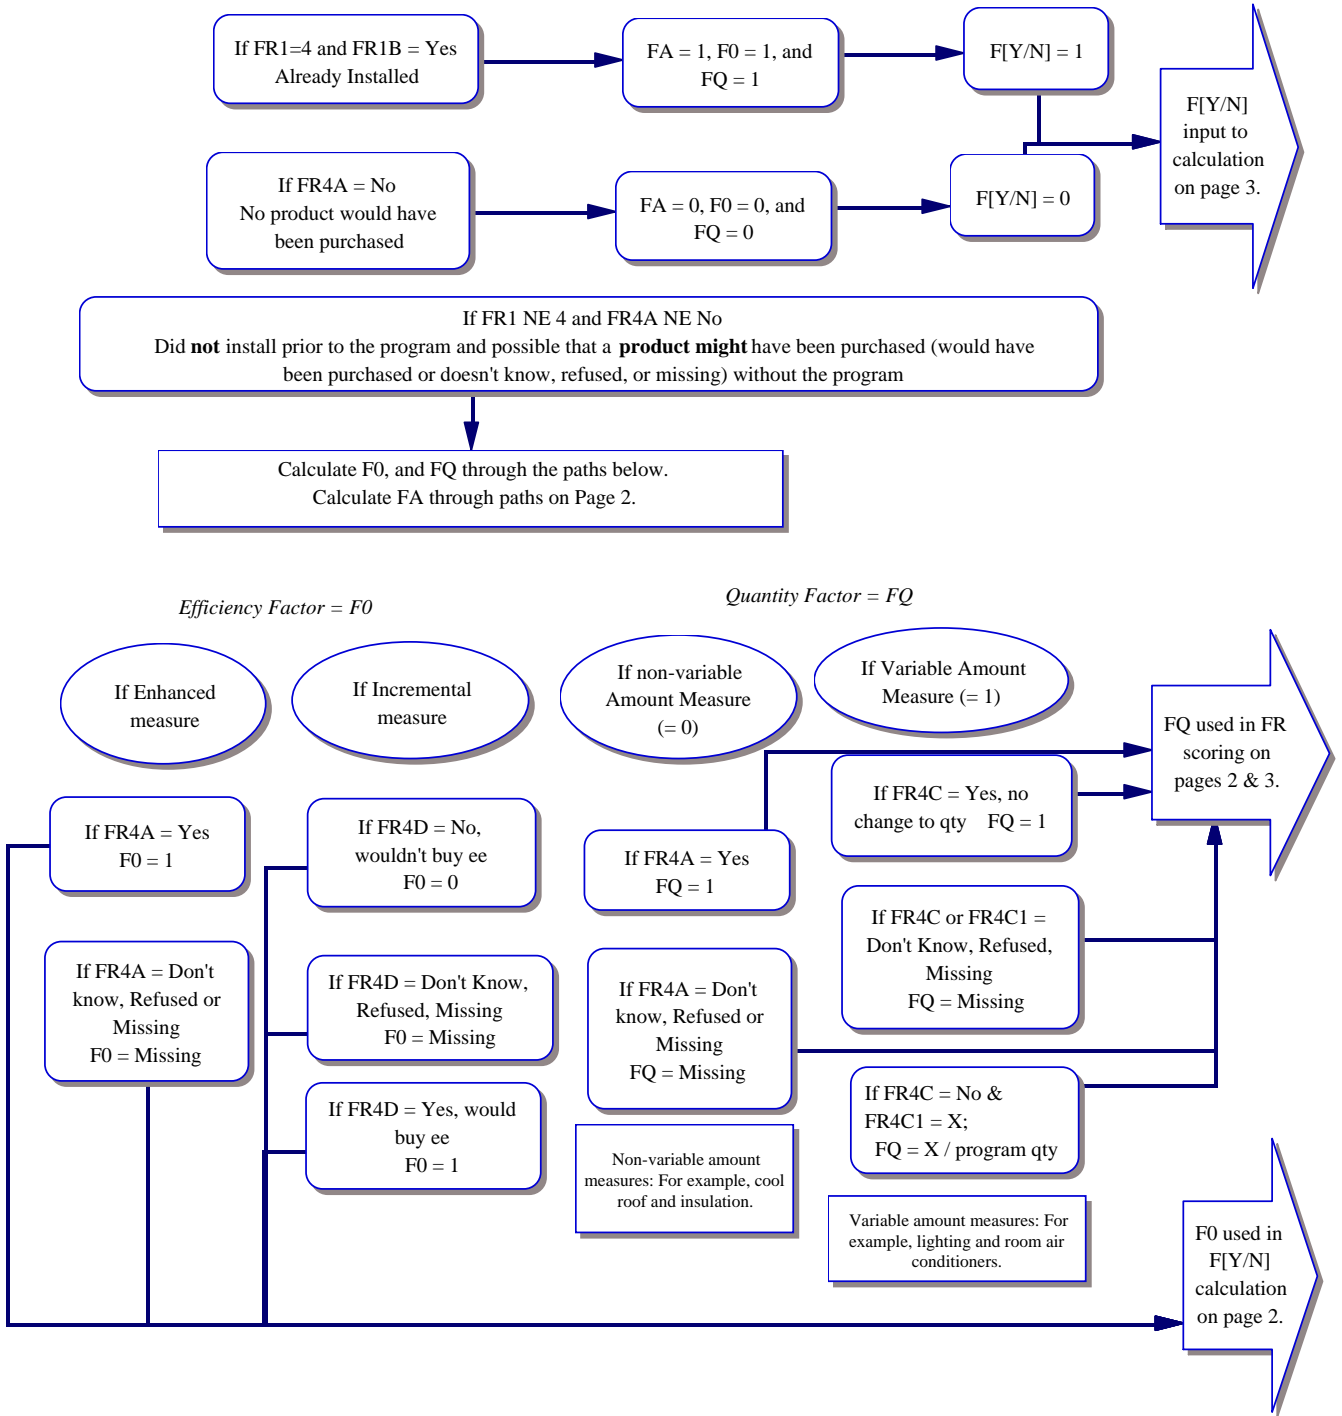 If FR1=4 and FR1B = Yes
Already Installed
FA = 1, F0 = 1, and
FQ = 1
F[Y/N] = 1
F[Y/N]
input to
calculation
on page 3.
If FR4A = No
No product would have
been purchased
FA = 0, F0 = 0, and
FQ = 0
F[Y/N] = 0
If FR1 NE 4 and FR4A NE No
Did not install prior to the program and possible that a product might have been purchased (would have
been purchased or doesn't know, refused, or missing) without the program
Calculate F0, and FQ through the paths below.
Calculate FA through paths on Page 2.
Efficiency Factor = F0
Quantity Factor = FQ
If Enhanced
measure
If Incremental
measure
If non-variable
Amount Measure
(= 0)
If Variable Amount
Measure (= 1)
FQ used in FR
scoring on
pages 2 & 3.
If FR4A = Yes
F0 = 1
If FR4D = No,
wouldn't buy ee
F0 = 0
If FR4A = Yes
FQ = 1
If FR4C = Yes, no
change to qty FQ = 1
If FR4A = Don't
know, Refused or
Missing
F0 = Missing
If FR4D = Don't Know,
Refused, Missing
F0 = Missing
If FR4A = Don't
know, Refused or
Missing
FQ = Missing
If FR4C or FR4C1 =
Don't Know, Refused,
Missing
FQ = Missing
If FR4D = Yes, would
buy ee
F0 = 1
If FR4C = No &
FR4C1 = X;
FQ = X / program qty
Non-variable amount
measures: For example, cool
roof and insulation.
Variable amount measures: For
example, lighting and room air
conditioners.
F0 used in
F[Y/N]
calculation
on page 2.